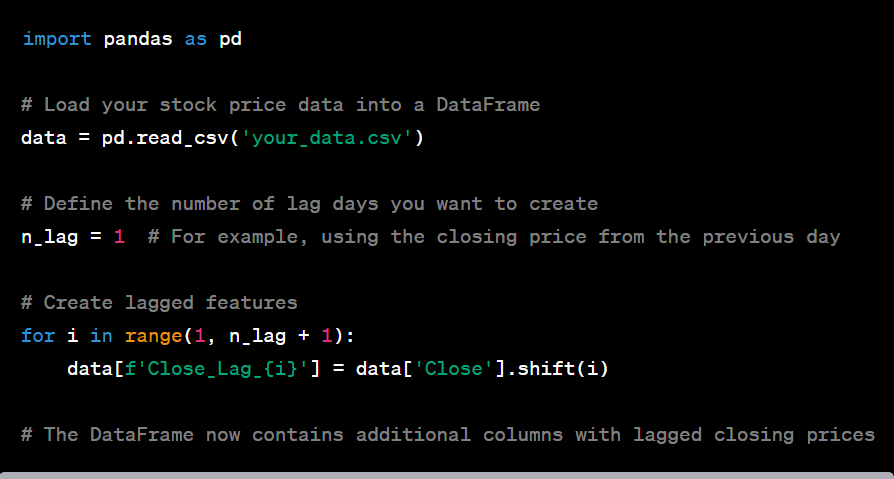 import pandas as pd
# Load your stock price data into a DataFrame
data = pd.read_csv('your_data.csv')
# Define the number of lag days you want to create
n_lag = 1  # For example, using the closing price from the previous day
# Create lagged features
for i in range(1, n_lag + 1):
    data[f'Close_Lag_{i}'] = data['Close'].shift(i)
# The DataFrame now contains additional columns with lagged closing prices